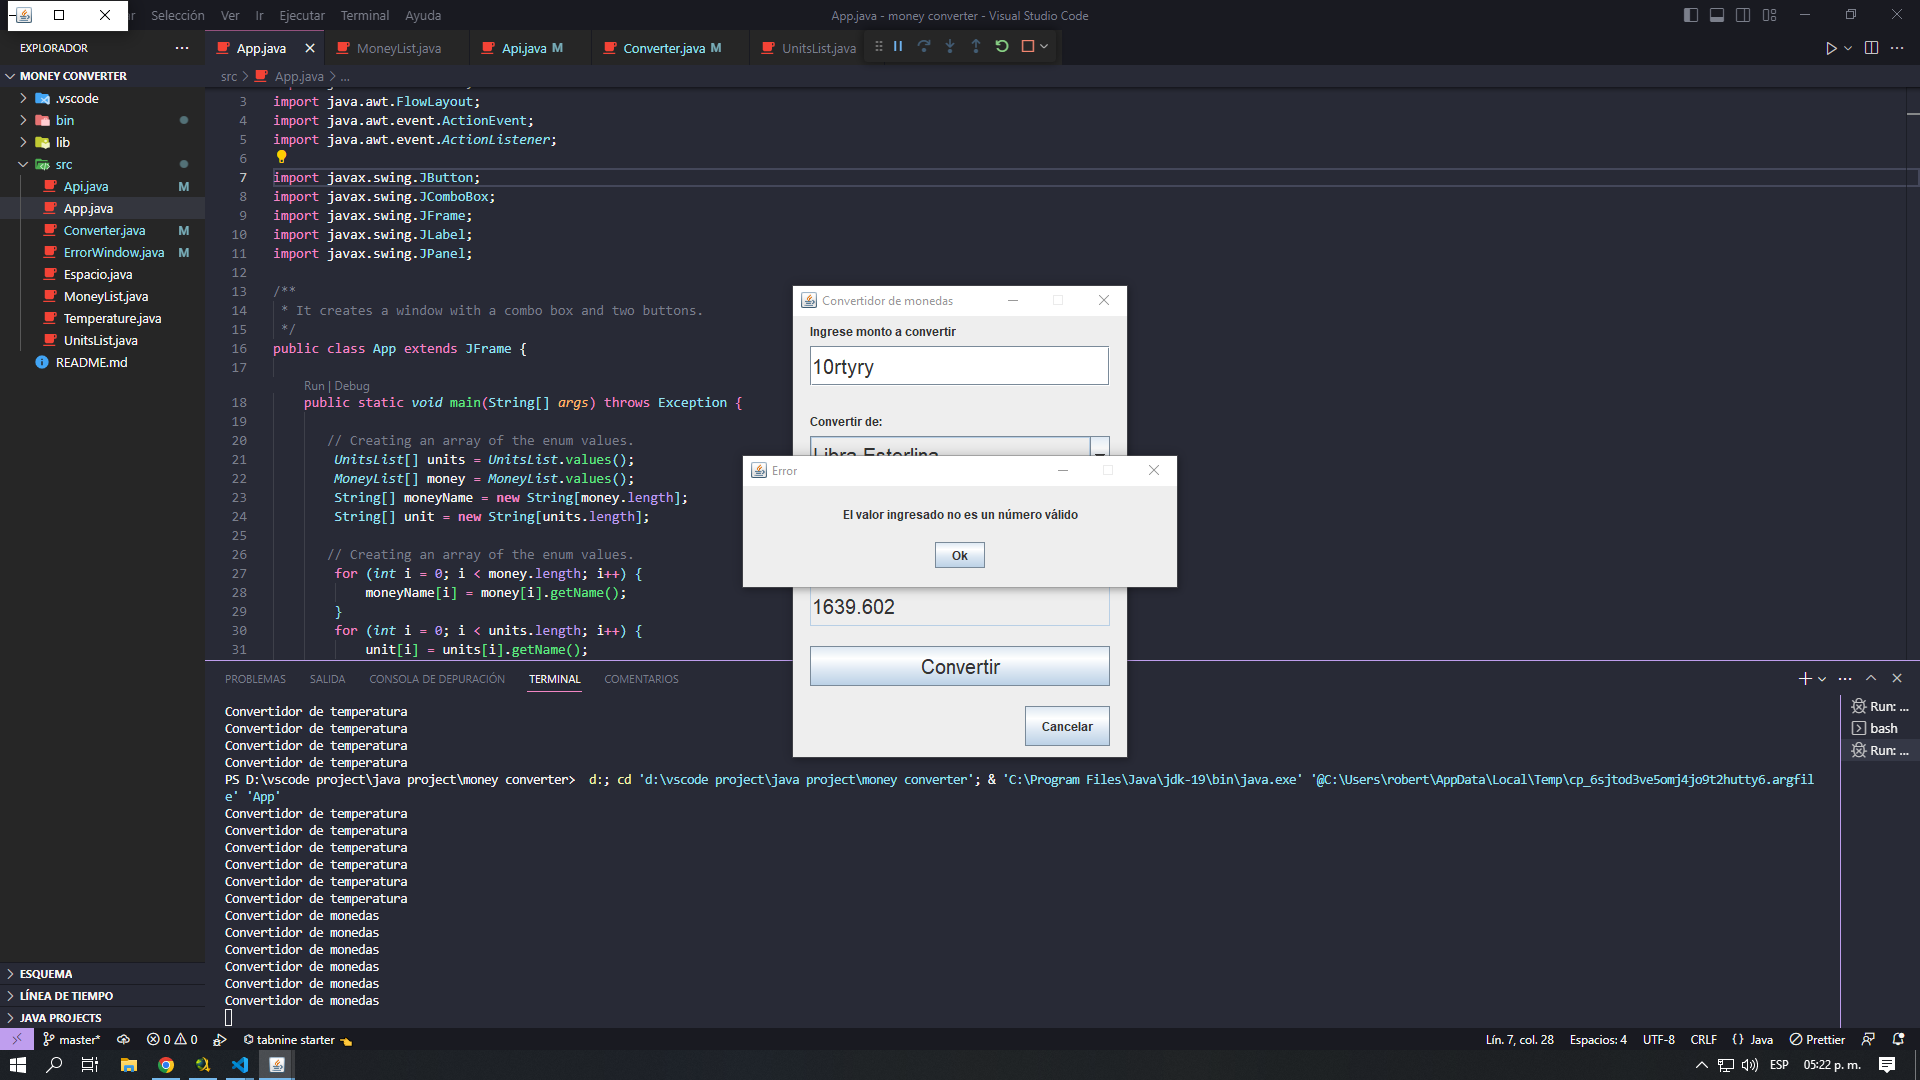 Selección Ver Ir Ejecutar Terminal Ayuda
App.java - money converter - Visual Studio Code
EXPLORADOR
MONEY CONVERTER
.vscode
bin
lib
src
Api.java M
App.java
Converter.java M
ErrorWindow.java M
Espacio.java
MoneyList.java
Temperature.java
UnitsList.java
README.md
ESQUEMA
LÍNEA DE TIEMPO
JAVA PROJECTS
App.java MoneyList.java Api.java M Converter.java M UnitsList.java
src > App.java > ...
3 import java.awt.FlowLayout;
4 import java.awt.event.ActionEvent;
5 import java.awt.event.ActionListener;
6
7 import javax.swing.JButton;
8 import javax.swing.JComboBox;
9 import javax.swing.JFrame;
10 import javax.swing.JLabel;
11 import javax.swing.JPanel;
12
13 /**
14 * It creates a window with a combo box and two buttons.
15 */
16 public class App extends JFrame {
17
Run | Debug
18 public static void main(String[] args) throws Exception {
19
20 // Creating an array of the enum values.
21 UnitsList[] units = UnitsList.values();
22 MoneyList[] money = MoneyList.values();
23 String[] moneyName = new String[money.length];
24 String[] unit = new String[units.length];
25
26 // Creating an array of the enum values.
27 for (int i = 0; i < money.length; i++) {
28 moneyName[i] = money[i].getName();
29 }
30 for (int i = 0; i < units.length; i++) {
31 unit[i] = units[i].getName();
Convertidor de monedas
Ingrese monto a convertir
10rtyry
Convertir de:
Libra Esterlina
Error
El valor ingresado no es un número válido
Ok
1639.602
Convertir
Cancelar
PROBLEMAS SALIDA CONSOLA DE DEPURACIÓN TERMINAL COMENTARIOS
Convertidor de temperatura
Convertidor de temperatura
Convertidor de temperatura
Convertidor de temperatura
PS D:\vscode project\java project\money converter> d:; cd 'd:\vscode project\java project\money converter'; & 'C:\Program Files\Java\jdk-19\bin\java.exe' '@C:\Users\robert\AppData\Local\Temp\cp_6sjtod3ve5omj4jo9t2hutty6.argfil
e' 'App'
Convertidor de temperatura
Convertidor de temperatura
Convertidor de temperatura
Convertidor de temperatura
Convertidor de temperatura
Convertidor de temperatura
Convertidor de monedas
Convertidor de monedas
Convertidor de monedas
Convertidor de monedas
Convertidor de monedas
Convertidor de monedas
Run: ...
bash
Run: ...
master* 0 0 tabnine starter
Lín. 7, col. 28 Espacios: 4 UTF-8 CRLF {} Java Prettier
ESP 05:22 p. m.